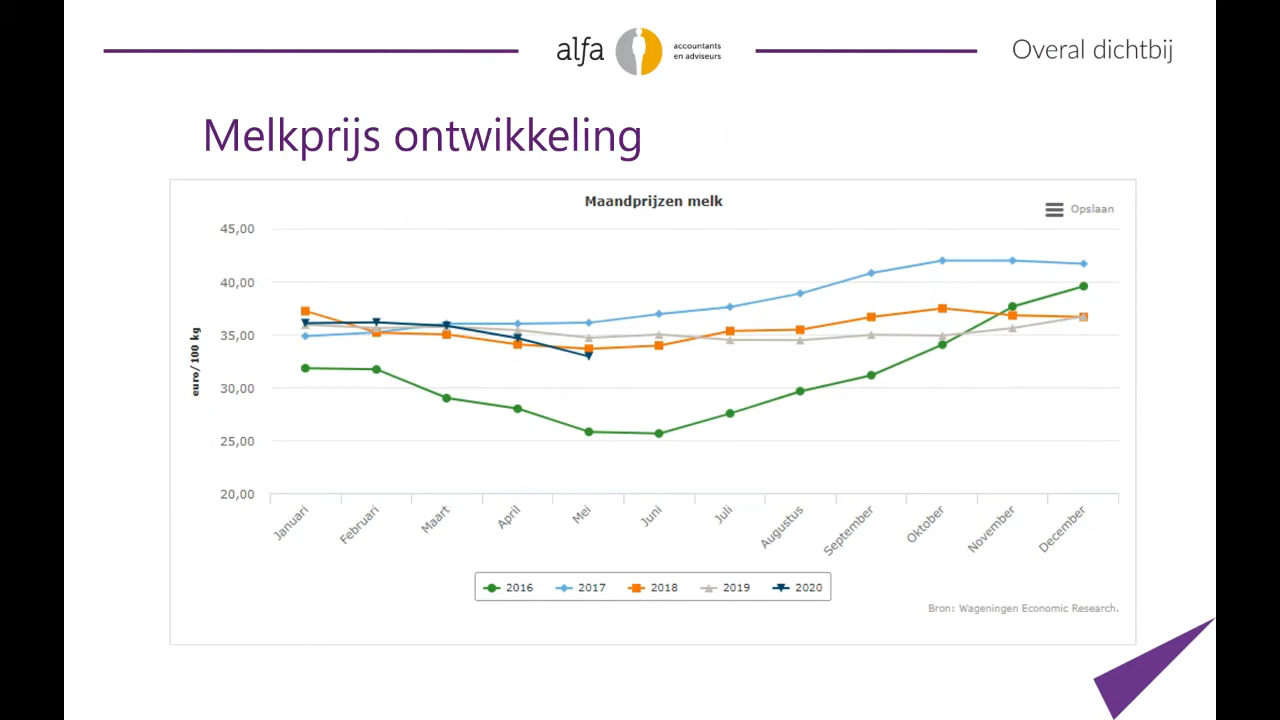 alfa
accountants
en adviseurs
Overal dichtbij
Melkprijs ontwikkeling
Maandprijzen melk
Opslaan
45,00
40,00
35,00
30,00
25,00
20,00
euro/100 kg
Januari
Februari
Maart
April
Mei
Juni
Juli
Augustus
September
Oktober
November
December
2016 2017 2018 2019 2020
Bron: Wageningen Economic Research.